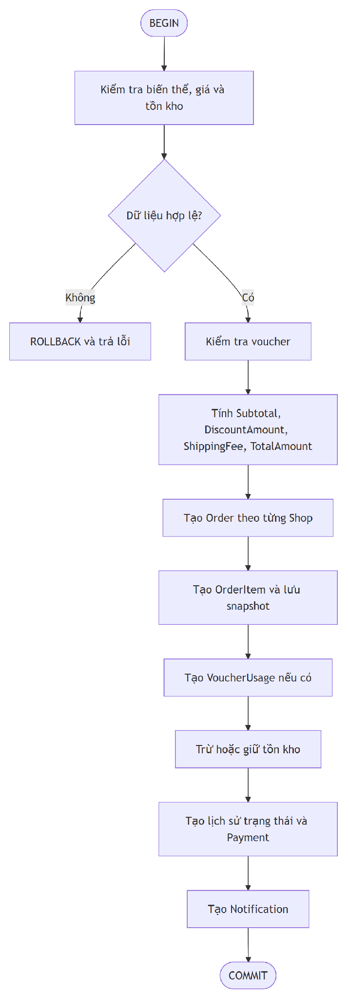 BEGIN
Kiểm tra biến thể, giá và
tồn kho
Dữ liệu hợp lệ?
Không
Có
ROLLBACK và trả lỗi
Kiểm tra voucher
Tính Subtotal,
DiscountAmount,
ShippingFee, TotalAmount
Tạo Order theo từng Shop
Tạo OrderItem và lưu
snapshot
Tạo VoucherUsage nếu có
Trừ hoặc giữ tồn kho
Tạo lịch sử trạng thái và
Payment
Tạo Notification
COMMIT